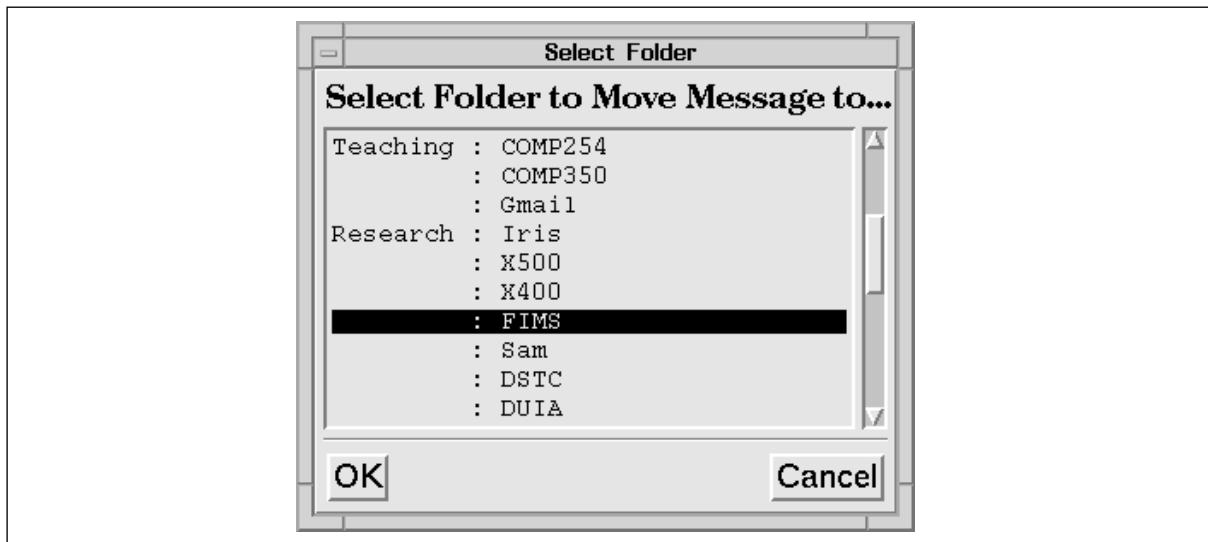 Select Folder
Select Folder to Move Message to...
Teaching : COMP254
: COMP350
: Gmail
Research : Iris
: X500
: X400
: FIMS
: Sam
: DSTC
: DUIA
OK
Cancel